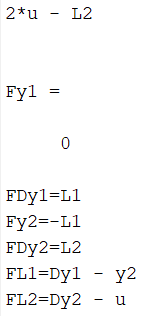 2*u - L2
Fy1 =
0
FDy1=L1
Fy2=-L1
FDy2=L2
FL1=Dy1 - y2
FL2=Dy2 - u